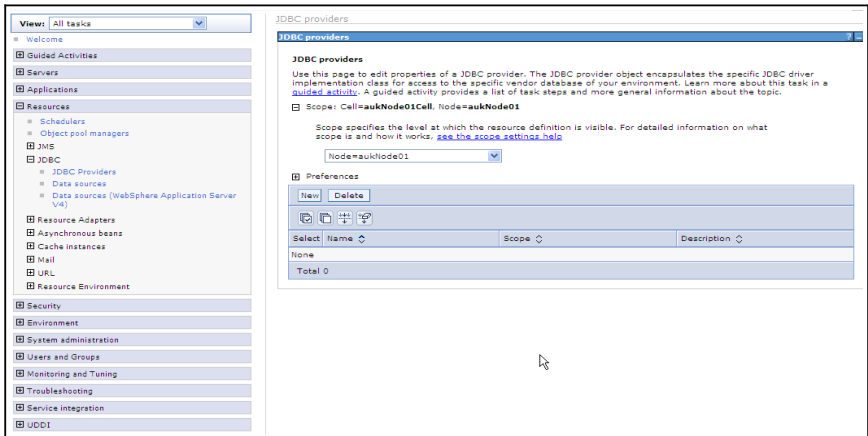 View: All tasks
Welcome
Guided Activities
Servers
Applications
Resources
Schedulers
Object pool managers
JMS
JDBC
JDBC Providers
Data sources
Data sources (WebSphere Application Server
V4)
Resource Adapters
Asynchronous beans
Cache instances
Mail
URL
Resource Environment
Security
Environment
System administration
Users and Groups
Monitoring and Tuning
Troubleshooting
Service integration
UDDI
JDBC providers
JDBC providers ? -
JDBC providers
Use this page to edit properties of a JDBC provider. The JDBC provider object encapsulates the specific JDBC driver
implementation class for access to the specific vendor database of your environment. Learn more about this task in a
guided activity. A guided activity provides a list of task steps and more general information about the topic.
Scope: Cell=aukNode01Cell, Node=aukNode01
Scope specifies the level at which the resource definition is visible. For detailed information on what
scope is and how it works, see the scope settings help
Node=aukNode01
Preferences
New Delete
Select Name Scope Description
None
Total 0